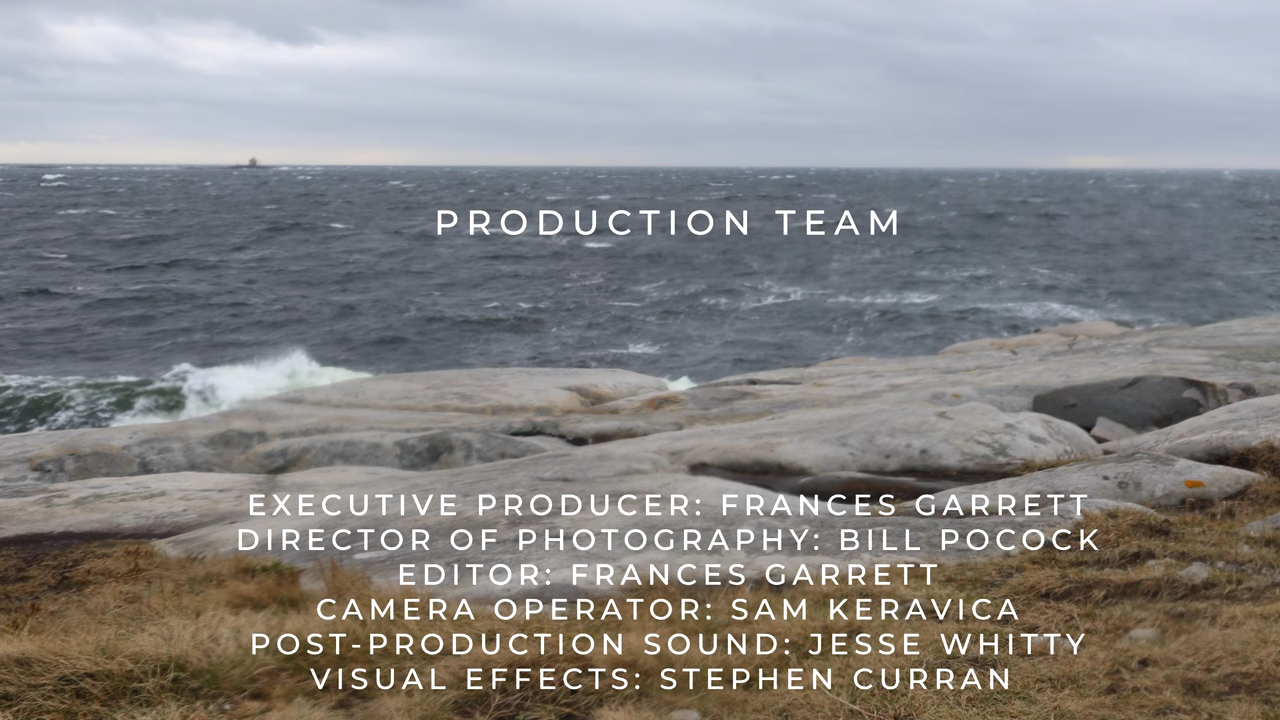 PRODUCTION TEAM
EXECUTIVE PRODUCER: FRANCES GARRETT
DIRECTOR OF PHOTOGRAPHY: BILL POCOCK
EDITOR: FRANCES GARRETT
CAMERA OPERATOR: SAM KERAVICA
POST-PRODUCTION SOUND: JESSE WHITTY
VISUAL EFFECTS: STEPHEN CURRAN